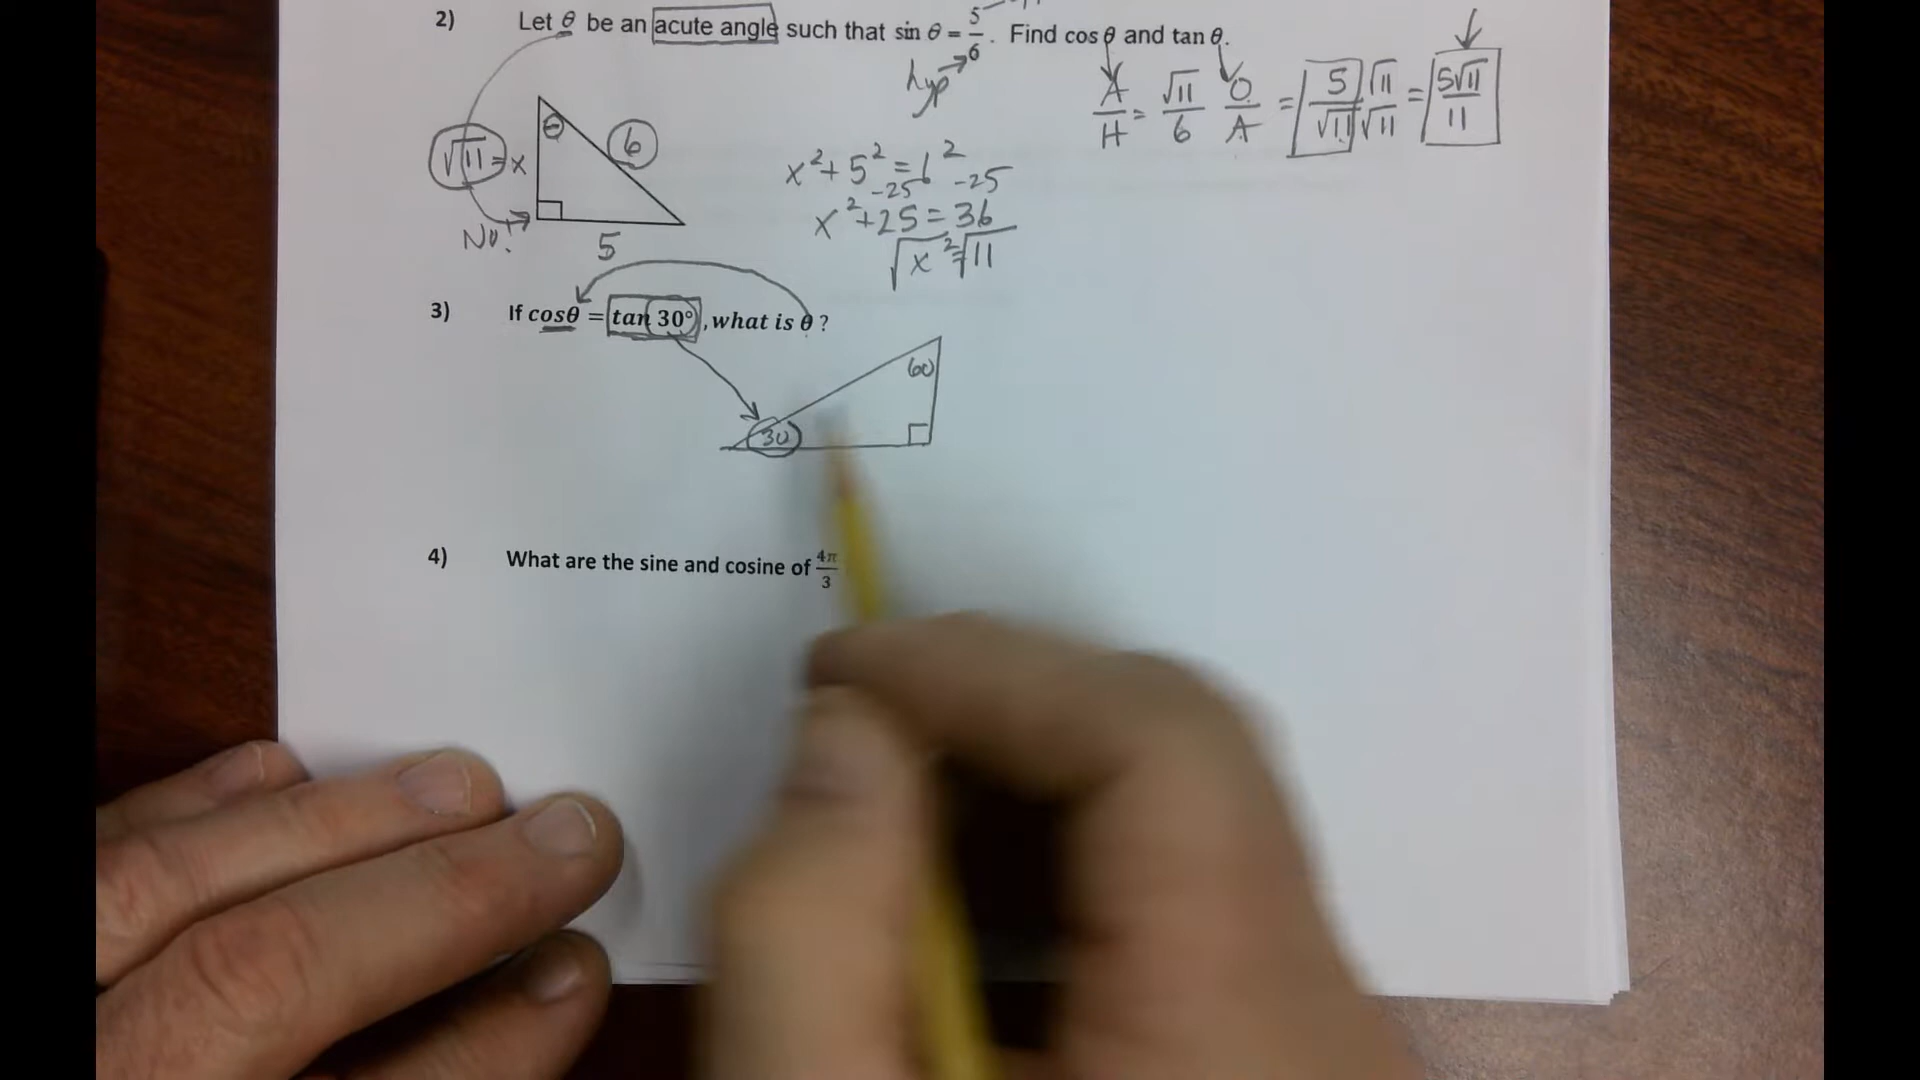 2) Let θ be an acute angle such that sin θ = 5/6. Find cos θ and tan θ.
hyp
A/H = √11/6 O/A = 5/√11 √11/√11 = 5√11/11
θ
6
√11 = x
No!
5
x² + 5² = 6²
-25 -25
x² + 25 = 36
√x² = √11
3) If cosθ = tan 30°, what is θ ?
60
30
4) What are the sine and cosine of 4π/3